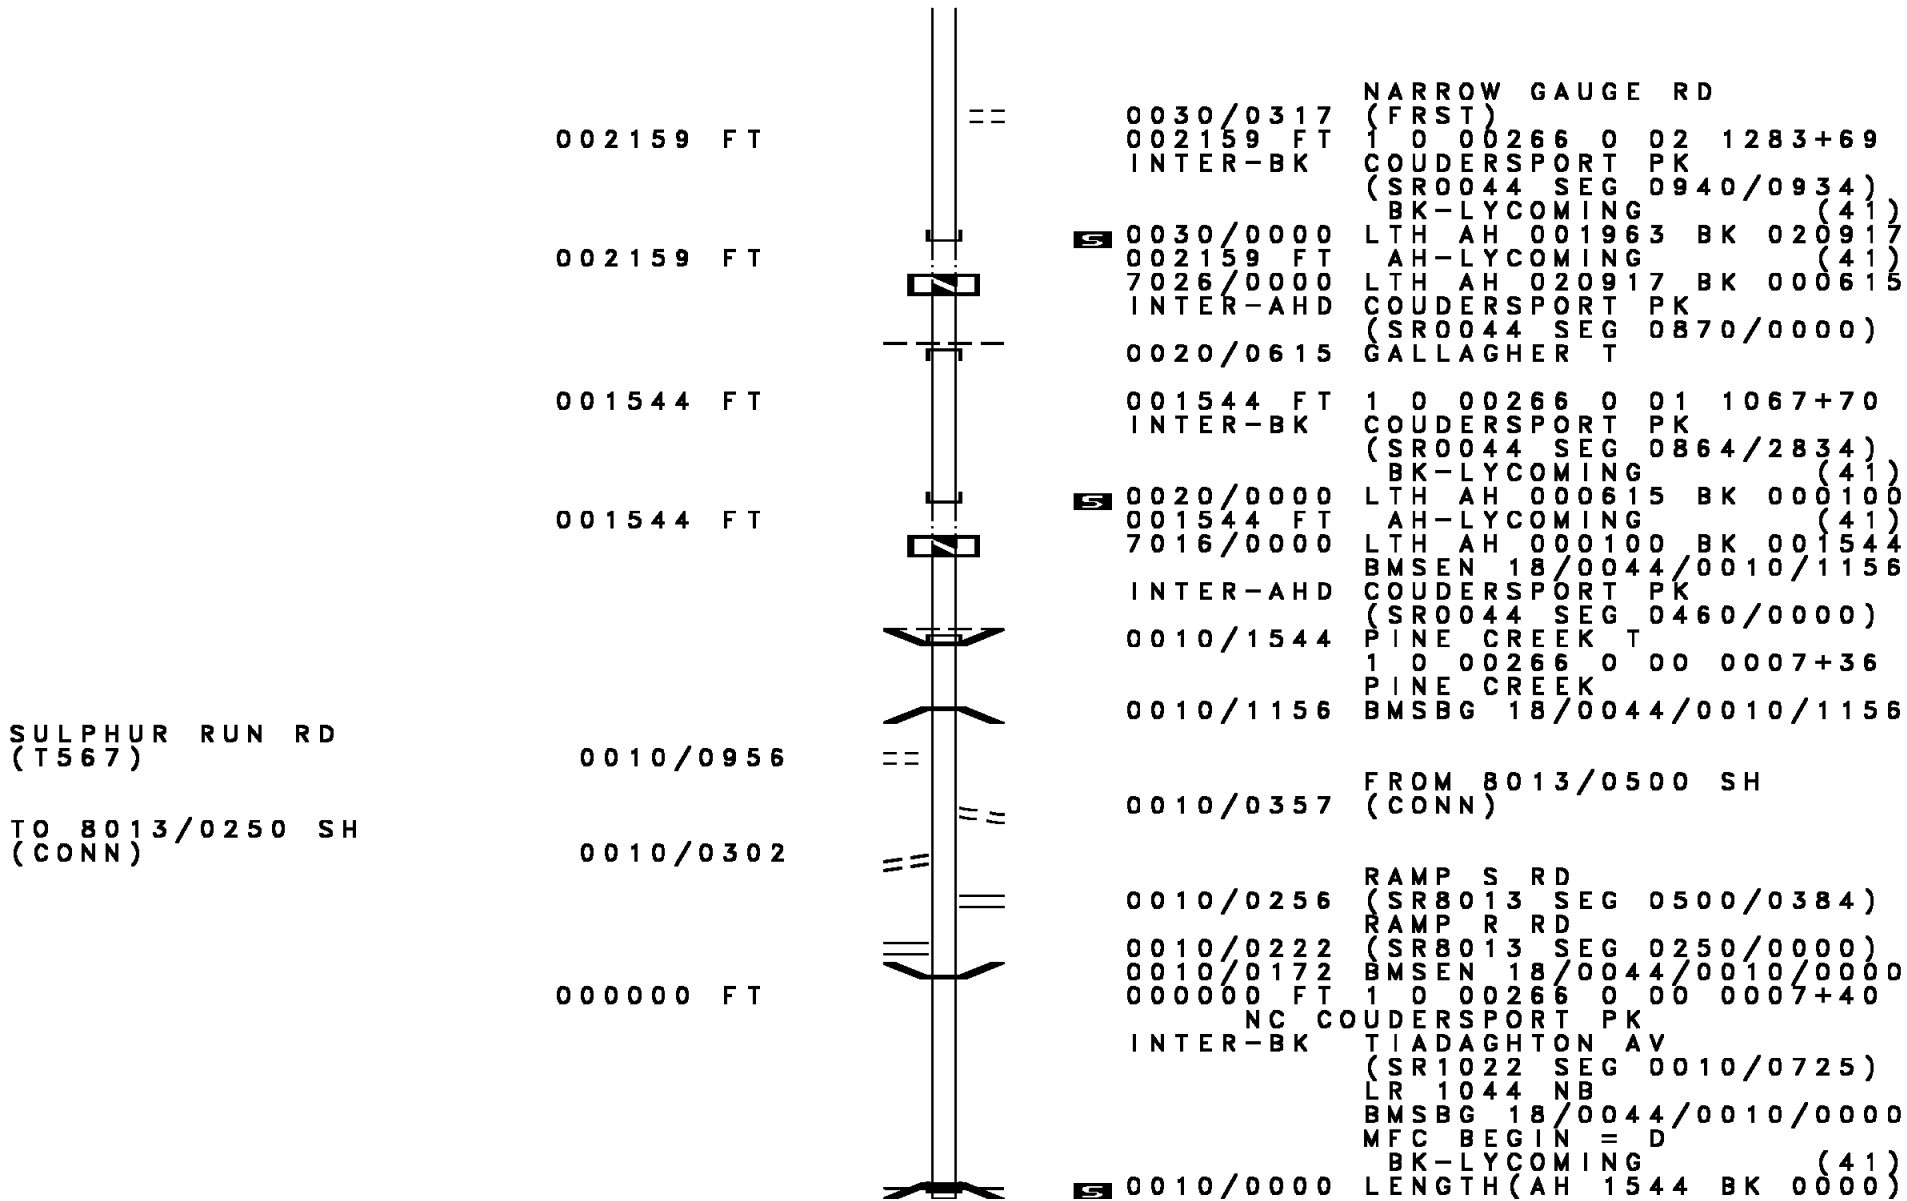 NARROW GAUGE RD
0030/0317 (FRST)
002159 FT 002159 FT 1 0 00266 0 02 1283+69
INTER-BK COUDERSPORT PK
(SR0044 SEG 0940/0934)
BK-LYCOMING (41)
S 0030/0000 LTH AH 001963 BK 020917
002159 FT 002159 FT AH-LYCOMING (41)
7026/0000 LTH AH 020917 BK 000615
INTER-AHD COUDERSPORT PK
(SR0044 SEG 0870/0000)
0020/0615 GALLAGHER T
001544 FT 001544 FT 1 0 00266 0 01 1067+70
INTER-BK COUDERSPORT PK
(SR0044 SEG 0864/2834)
BK-LYCOMING (41)
S 0020/0000 LTH AH 000615 BK 000100
001544 FT 001544 FT AH-LYCOMING (41)
7016/0000 LTH AH 000100 BK 001544
BMSEN 18/0044/0010/1156
INTER-AHD COUDERSPORT PK
(SR0044 SEG 0460/0000)
0010/1544 PINE CREEK T
1 0 00266 0 00 0007+36
PINE CREEK
0010/1156 BMSBG 18/0044/0010/1156
SULPHUR RUN RD
(T567) 0010/0956
FROM 8013/0500 SH
0010/0357 (CONN)
TO 8013/0250 SH
(CONN) 0010/0302
RAMP S RD
0010/0256 (SR8013 SEG 0500/0384)
RAMP R RD
0010/0222 (SR8013 SEG 0250/0000)
0010/0172 BMSEN 18/0044/0010/0000
000000 FT 000000 FT 1 0 00266 0 00 0007+40
NC COUDERSPORT PK
INTER-BK TIADAGHTON AV
(SR1022 SEG 0010/0725)
LR 1044 NB
BMSBG 18/0044/0010/0000
MFC BEGIN = D
BK-LYCOMING (41)
S 0010/0000 LENGTH(AH 1544 BK 0000)